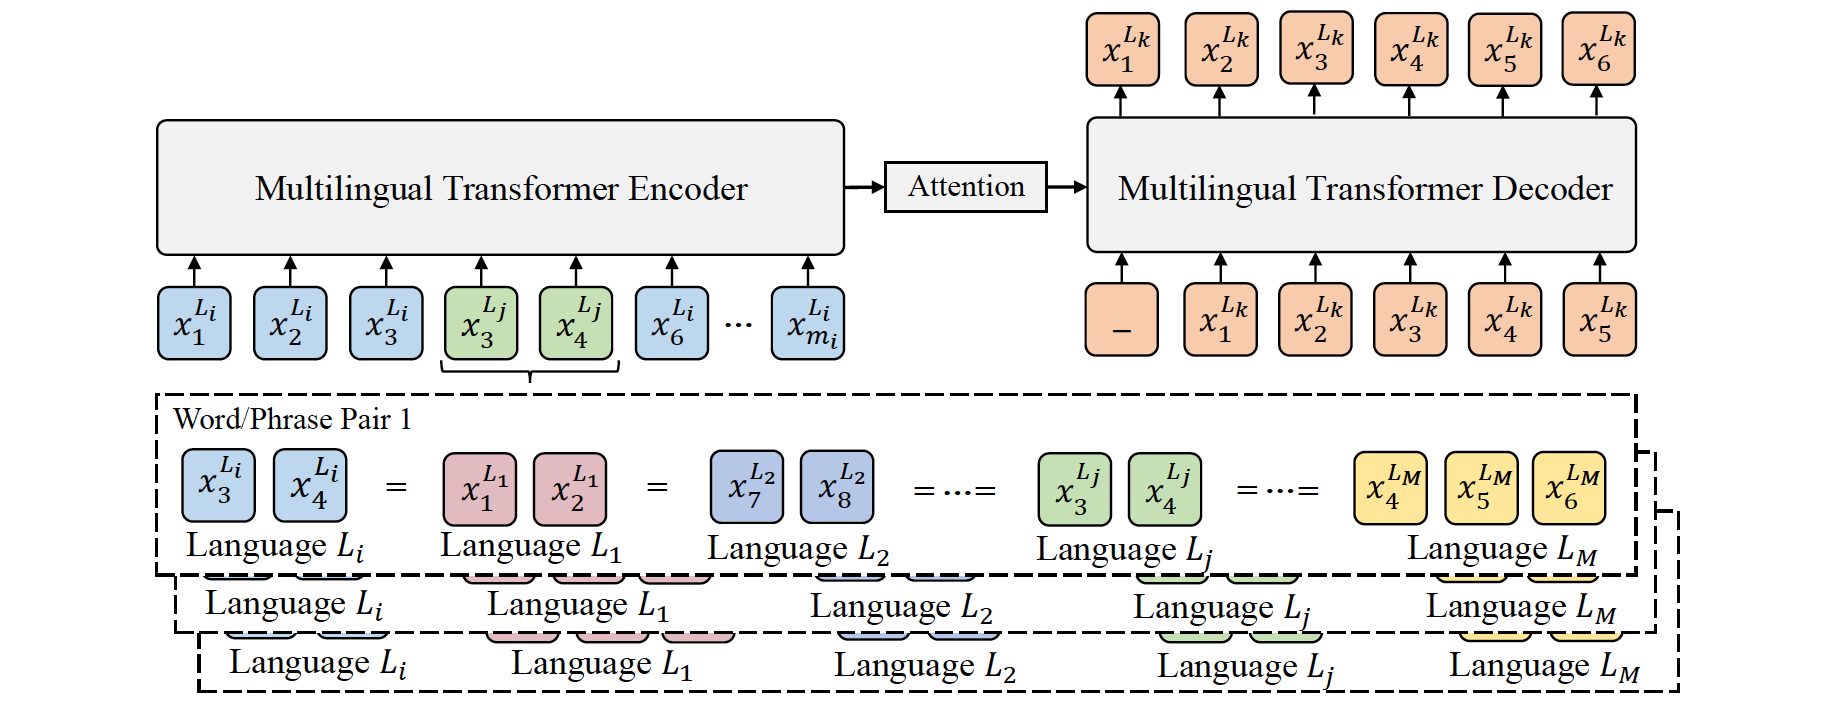 x_1^{L_k} x_2^{L_k} x_3^{L_k} x_4^{L_k} x_5^{L_k} x_6^{L_k}
Multilingual Transformer Encoder Attention Multilingual Transformer Decoder
x_1^{L_i} x_2^{L_i} x_3^{L_i} x_3^{L_j} x_4^{L_j} x_6^{L_i} ... x_{m_i}^{L_i} _ x_1^{L_k} x_2^{L_k} x_3^{L_k} x_4^{L_k} x_5^{L_k}
Word/Phrase Pair 1
x_3^{L_i} x_4^{L_i} = x_1^{L_1} x_2^{L_1} = x_7^{L_2} x_8^{L_2} =...= x_3^{L_j} x_4^{L_j} =...= x_4^{L_M} x_5^{L_M} x_6^{L_M}
Language L_i Language L_1 Language L_2 Language L_j Language L_M
Language L_i Language L_1 Language L_2 Language L_j Language L_M
Language L_i Language L_1 Language L_2 Language L_j Language L_M